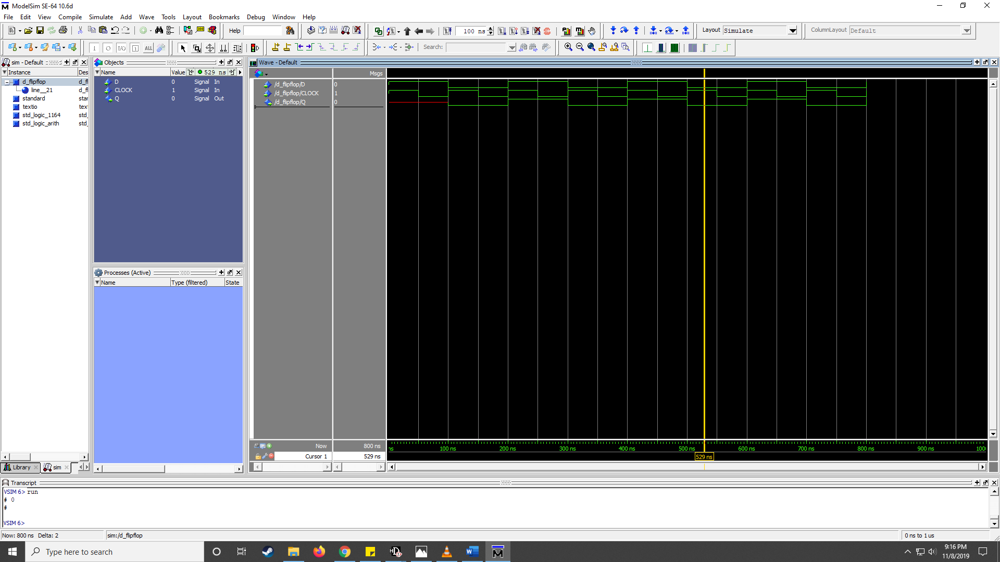 ModelSim SE-64 10.6d
File Edit View Compile Simulate Add Wave Tools Layout Bookmarks Debug Window Help
Help 100 ns Layout Simulate ColumnLayout Default
ALL Search:
sim - Default
Instance Des
d_flipflop d_fl
line__21 d_fl
standard star
textio tex
std_logic_1164 std_
std_logic_arith std_
Library sim
Objects
Name Value 529 ns
D 0 Signal In
CLOCK 1 Signal In
Q 0 Signal Out
Processes (Active)
Name Type (filtered) State
Wave - Default
Msgs
/d_flipflop/D 0
/d_flipflop/CLOCK 1
/d_flipflop/Q 0
Now 800 ns
ns 100 ns 200 ns 300 ns 400 ns 500 ns 600 ns 700 ns 800 ns 900 ns 1000
Cursor 1 529 ns
529 ns
Transcript
VSIM 6> run
# 0
#
VSIM 6>
Now: 800 ns Delta: 2 sim:/d_flipflop 0 ns to 1 us
Type here to search
9:16 PM
11/8/2019